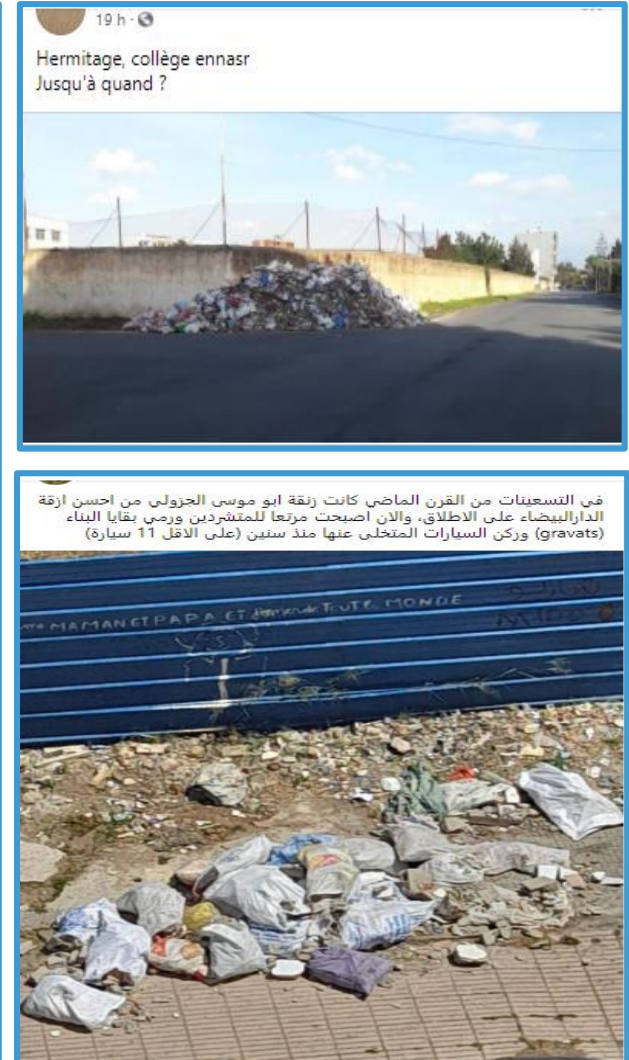 19 h
Hermitage, collège ennasr
Jusqu'à quand ?
في التسعينات من القرن الماضي كانت زنقة ابو موسى الجزولي من احسن ازقة
الدارالبيضاء على الاطلاق، والان اصبحت مرتعا للمتشردين ورمي بقايا البناء
(gravats) وركن السيارات المتخلى عنها منذ سنين (على الاقل 11 سيارة)
MAMAN ET PAPA ET TOUTE MONDE